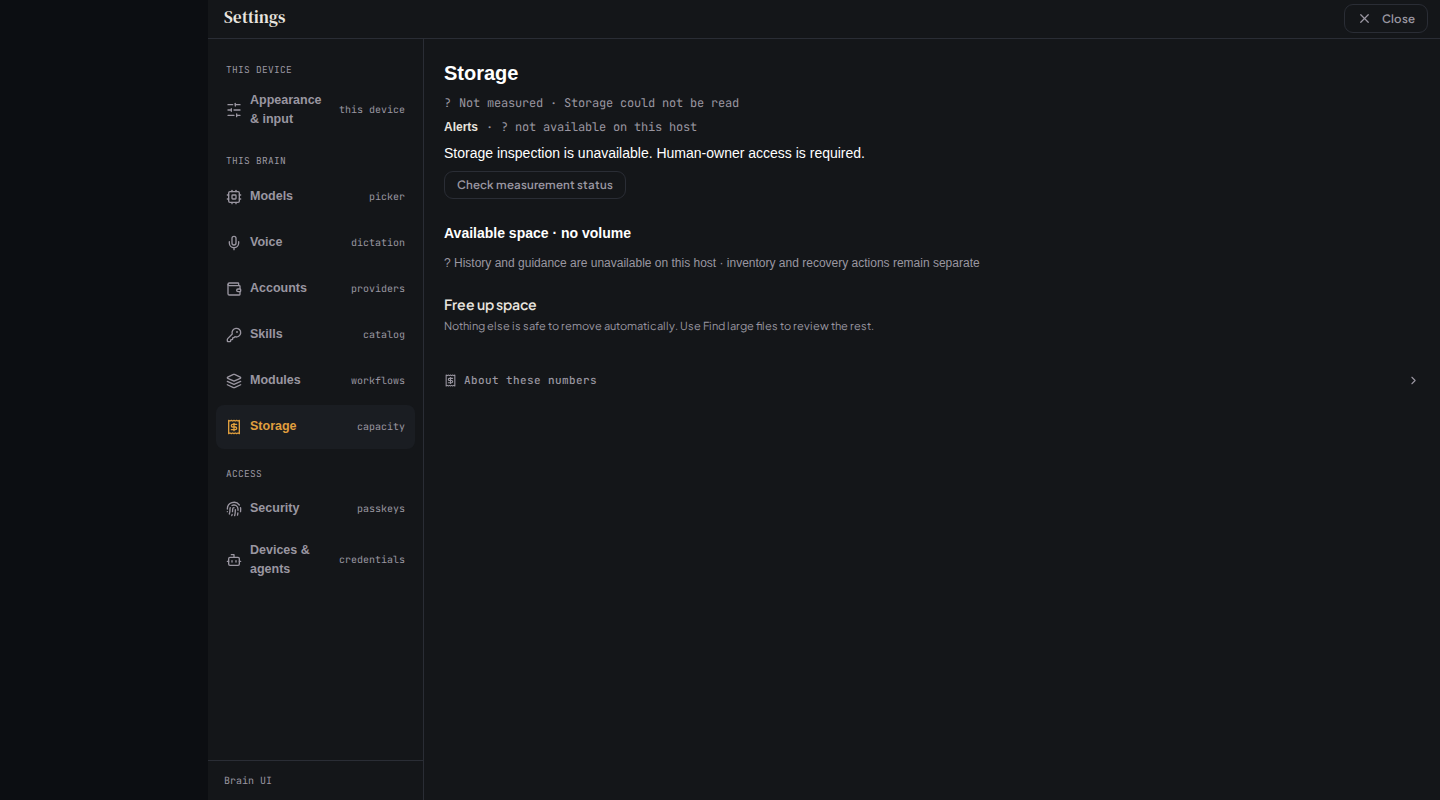 Settings
Close
THIS DEVICE
Appearance & input
this device
THIS BRAIN
Models
picker
Voice
dictation
Accounts
providers
Skills
catalog
Modules
workflows
Storage
capacity
ACCESS
Security
passkeys
Devices & agents
credentials
Brain UI
Storage
? Not measured · Storage could not be read
Alerts · ? not available on this host
Storage inspection is unavailable. Human-owner access is required.
Check measurement status
Available space · no volume
? History and guidance are unavailable on this host · inventory and recovery actions remain separate
Free up space
Nothing else is safe to remove automatically. Use Find large files to review the rest.
About these numbers